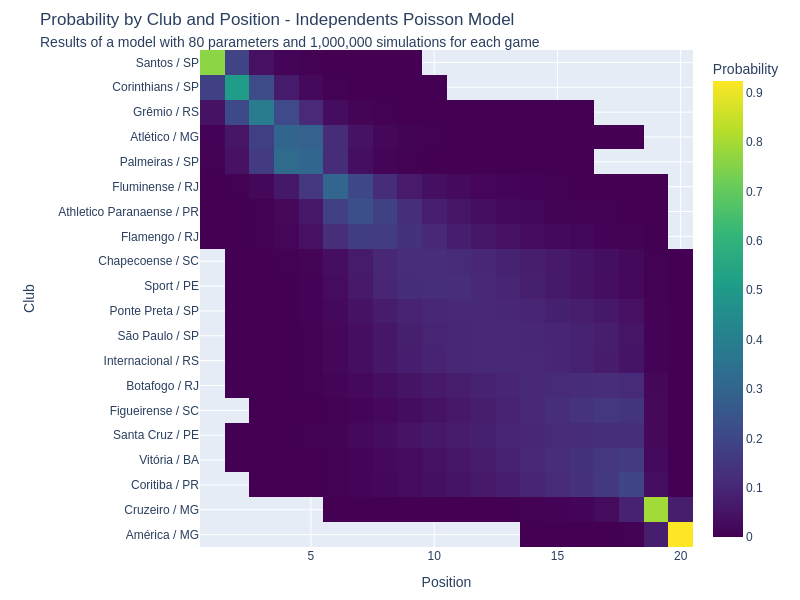 Probability by Club and Position - Independents Poisson Model
Results of a model with 80 parameters and 1,000,000 simulations for each game
Probability
Santos / SP
Corinthians / SP
Grêmio / RS
Atlético / MG
Palmeiras / SP
Fluminense / RJ
Athletico Paranaense / PR
Flamengo / RJ
Chapecoense / SC
Sport / PE
Ponte Preta / SP
São Paulo / SP
Internacional / RS
Botafogo / RJ
Figueirense / SC
Santa Cruz / PE
Vitória / BA
Coritiba / PR
Cruzeiro / MG
América / MG
Club
5
10
15
20
Position
0.9
0.8
0.7
0.6
0.5
0.4
0.3
0.2
0.1
0